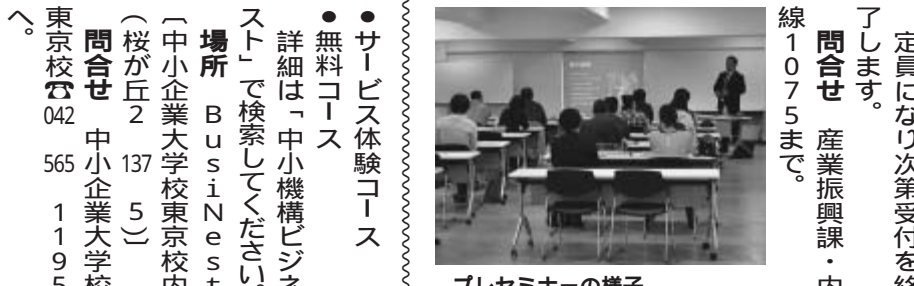 定員になり次第受付を終
了します。
問合せ 産業振興課・内
線１０７５まで。
プレセミナーの様子
●サービス体験コース
●無料コース
詳細は「中小機構ビジネ
スト」で検索してください。
場所 ＢｕｓｉＮｅｓｔ
〔中小企業大学校東京校内
（桜が丘２ 137 ５）〕
問合せ 中小企業大学校
東京校☎042 565 １１９５
へ。